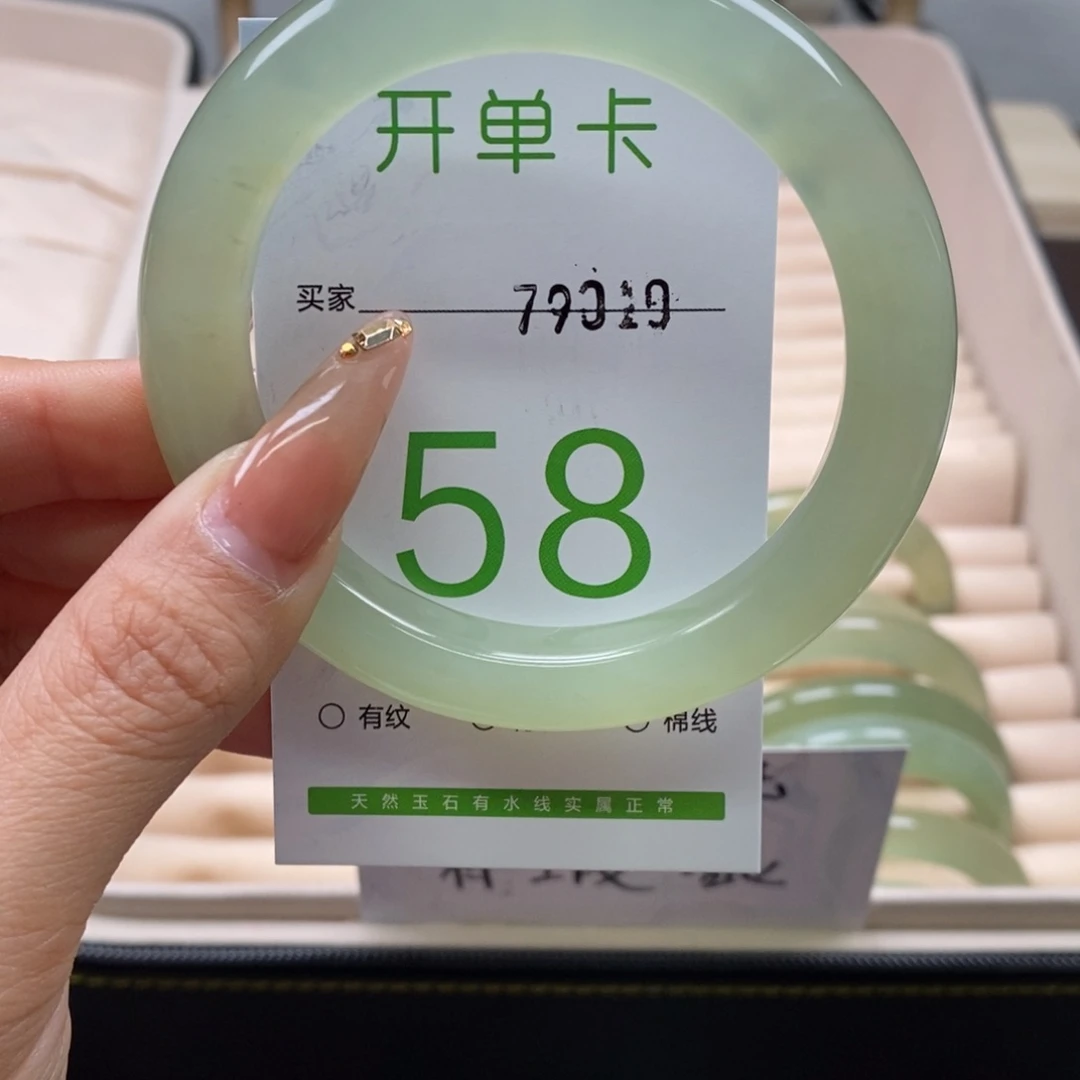 开单卡
买家 79319
58
有纹 棉线
天然玉石有水线实属正常